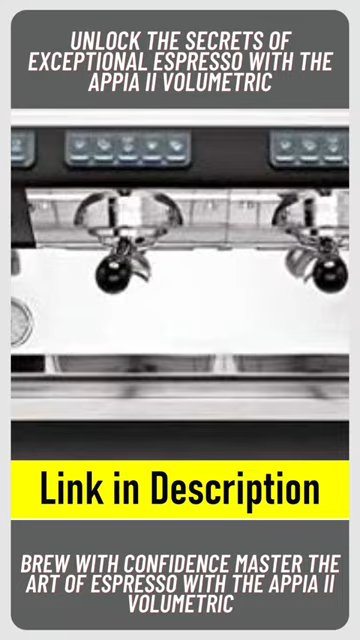 UNLOCK THE SECRETS OF
EXCEPTIONAL ESPRESSO WITH THE
APPIA II VOLUMETRIC
Link in Description
BREW WITH CONFIDENCE MASTER THE
ART OF ESPRESSO WITH THE APPIA II
VOLUMETRIC